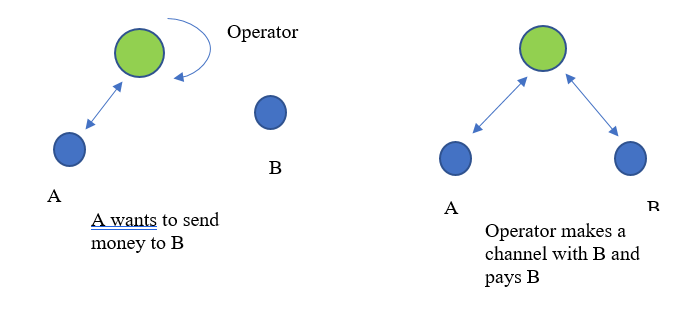 Operator
B
A
A wants to send
money to B
A
B
Operator makes a
channel with B and
pays B